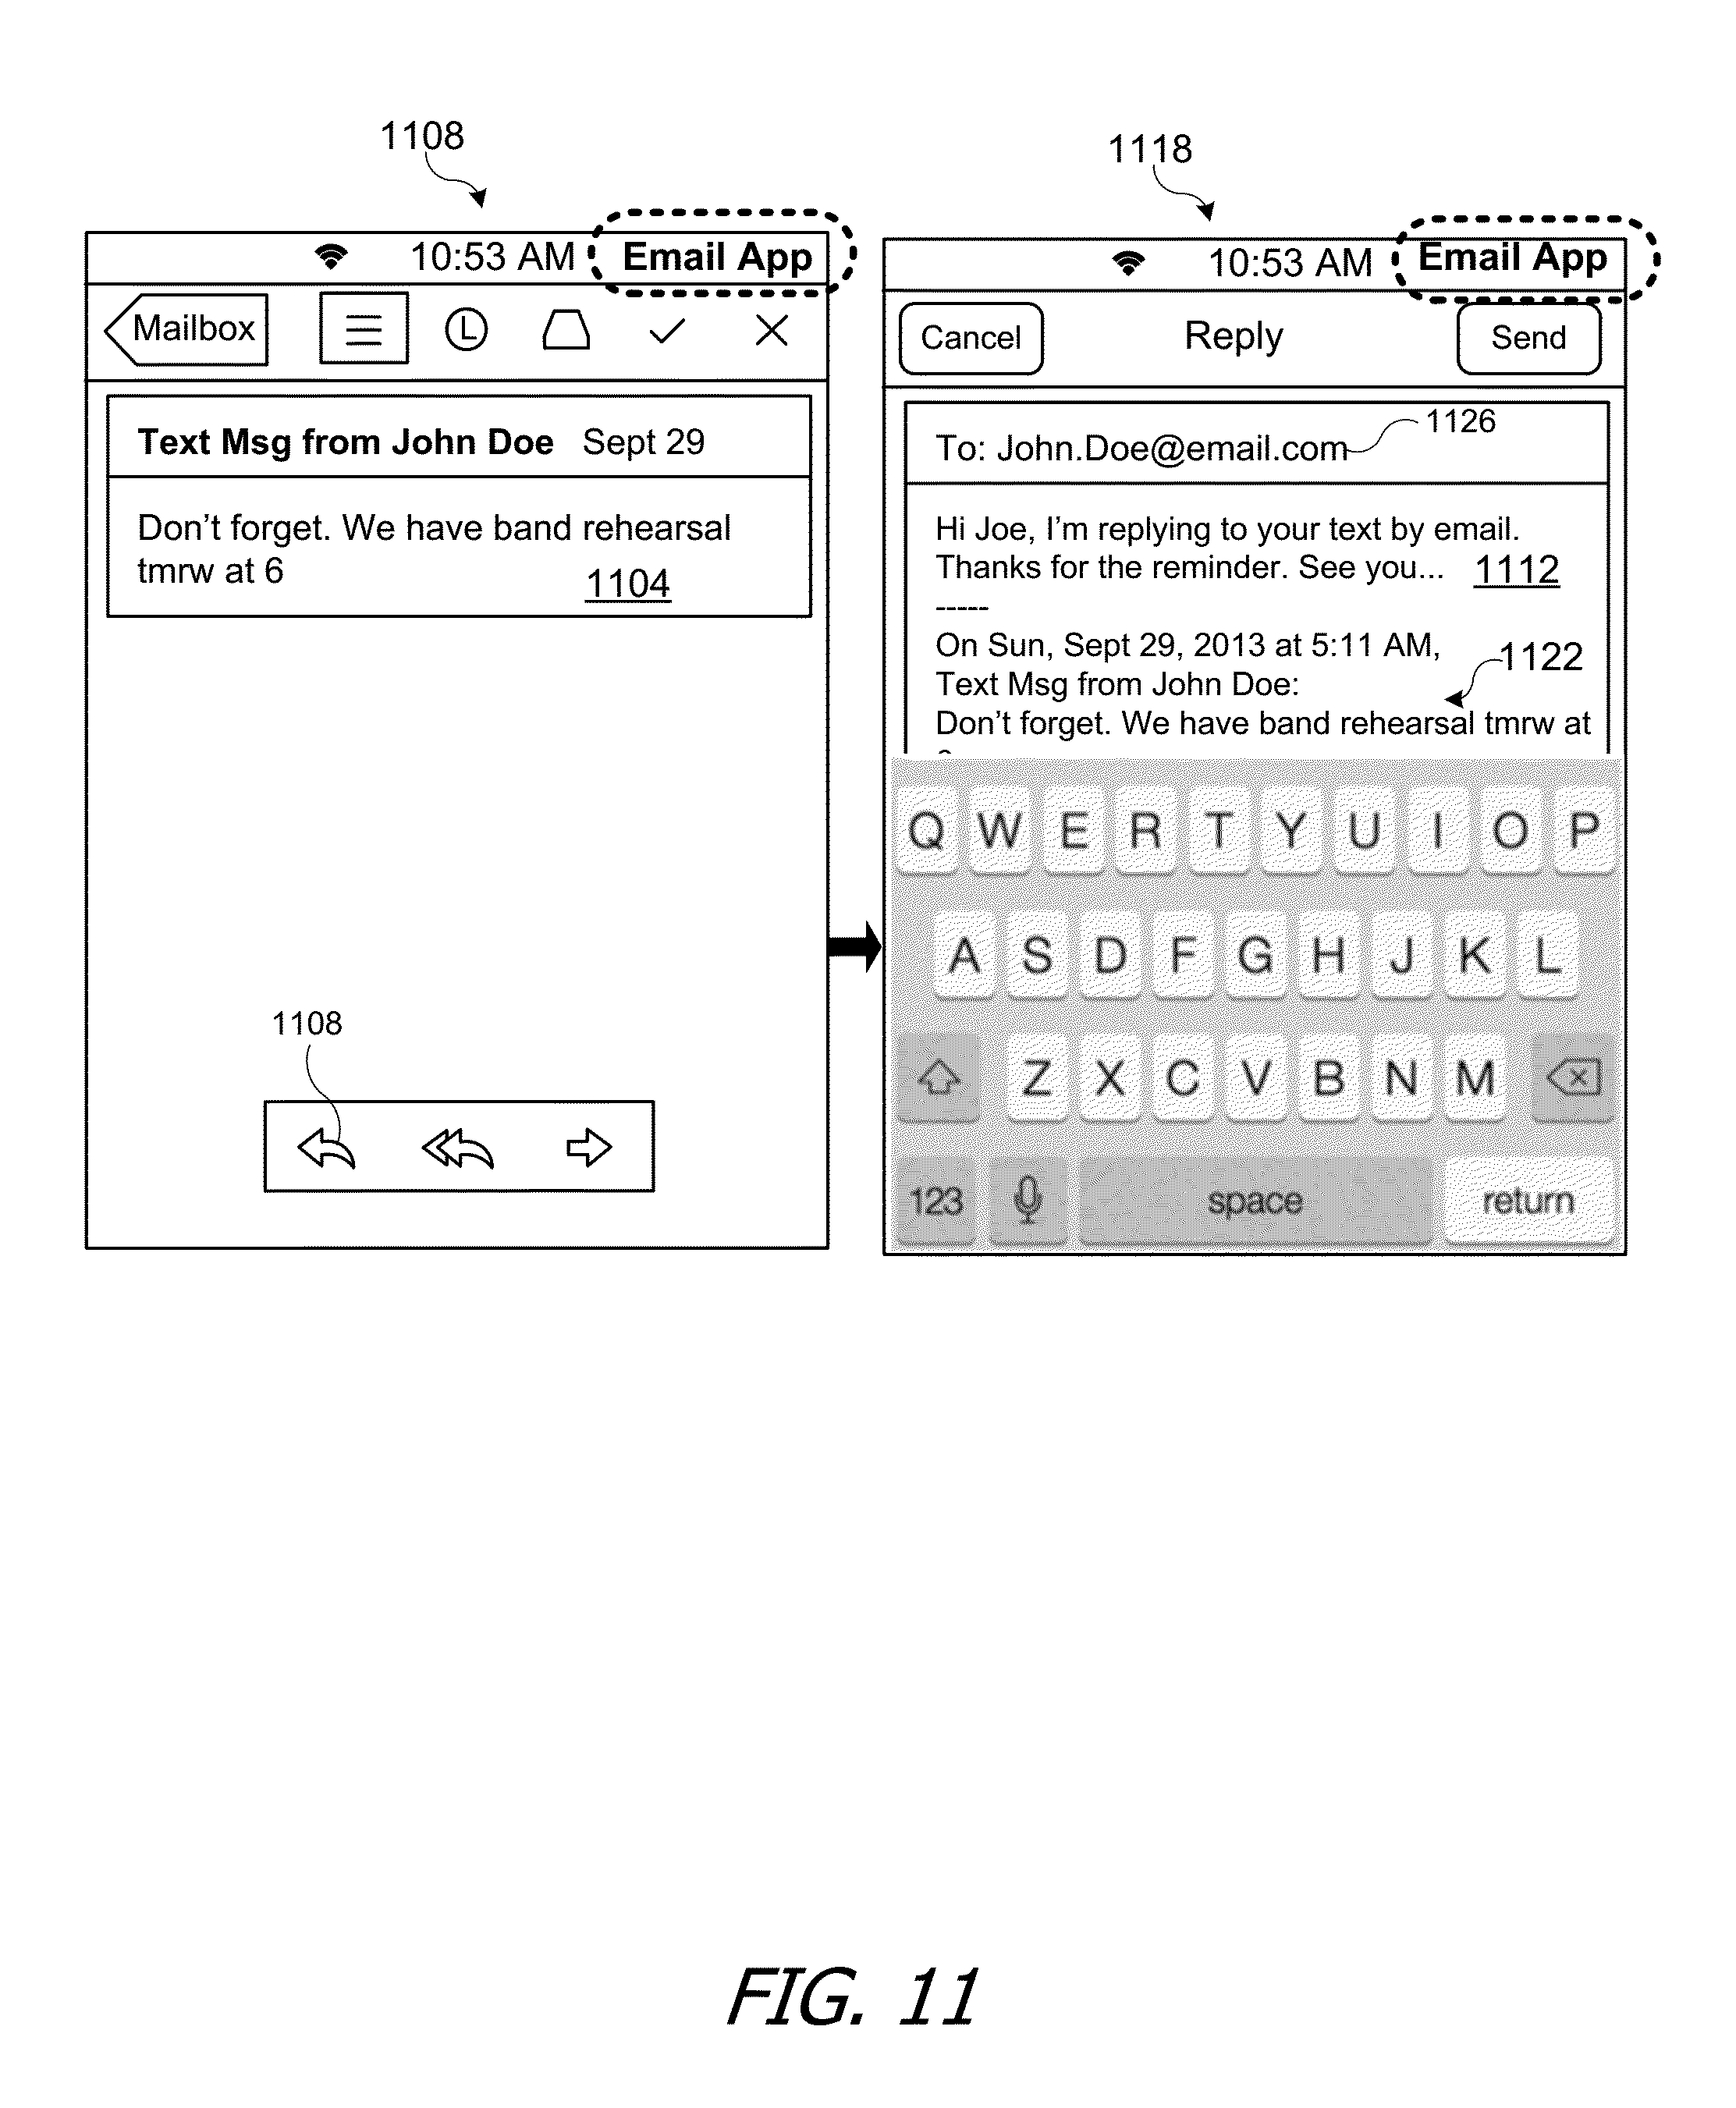 1108
10:53 AM Email App
Mailbox
L
Text Msg from John Doe Sept 29
Don't forget. We have band rehearsal
tmrw at 6
1104
1108
1118
10:53 AM Email App
Cancel Reply Send
To: John.Doe@email.com 1126
Hi Joe, I'm replying to your text by email.
Thanks for the reminder. See you... 1112
-----
On Sun, Sept 29, 2013 at 5:11 AM,
Text Msg from John Doe: 1122
Don't forget. We have band rehearsal tmrw at
Q W E R T Y U I O P
A S D F G H J K L
Z X C V B N M
123 space return
FIG. 11